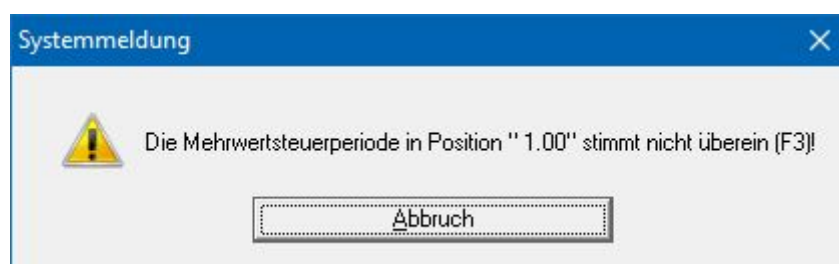 Systemmeldung
Die Mehrwertsteuerperiode in Position " 1.00" stimmt nicht überein (F3)!
Abbruch